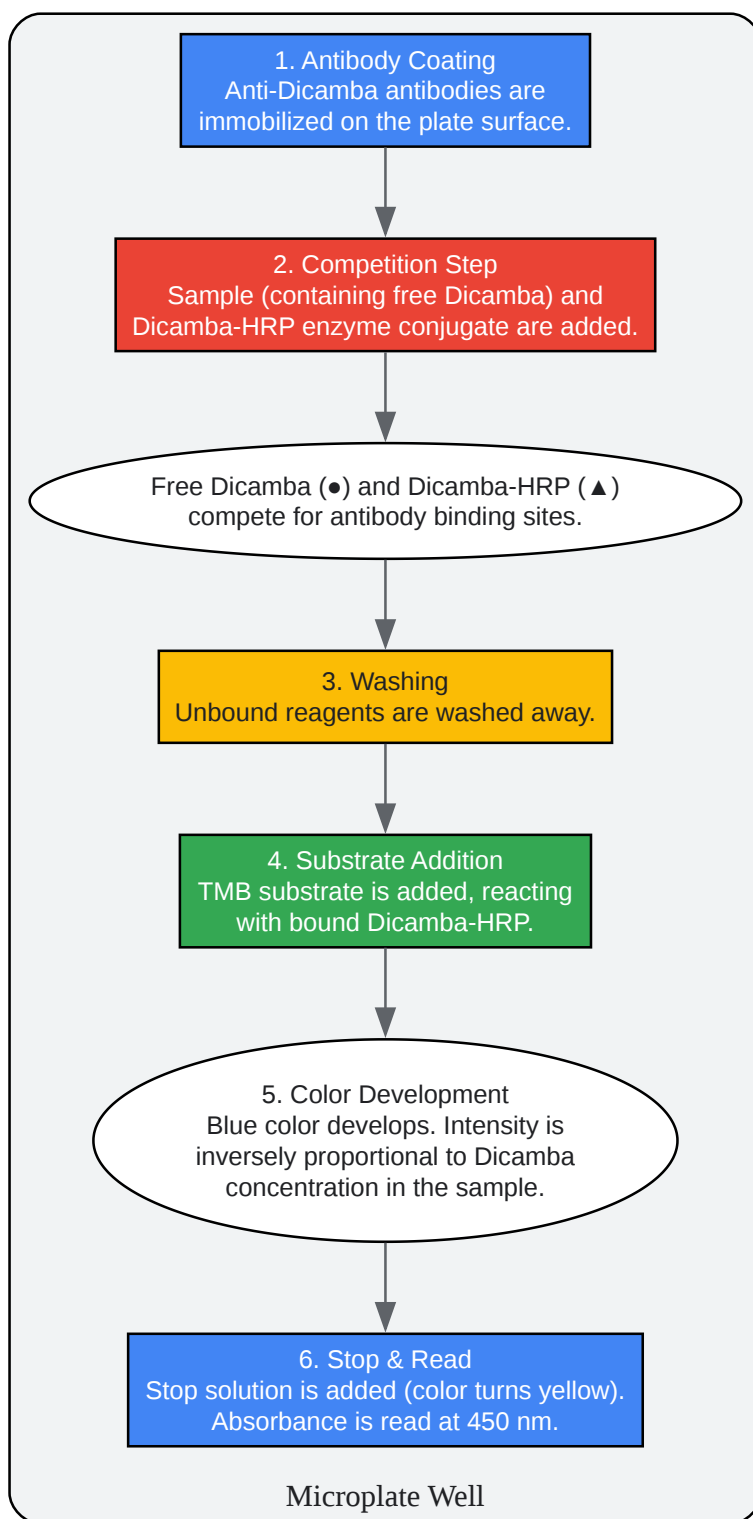 1. Antibody Coating
Anti-Dicamba antibodies are
immobilized on the plate surface.
2. Competition Step
Sample (containing free Dicamba) and
Dicamba-HRP enzyme conjugate are added.
Free Dicamba (●) and Dicamba-HRP (▲)
compete for antibody binding sites.
3. Washing
Unbound reagents are washed away.
4. Substrate Addition
TMB substrate is added, reacting
with bound Dicamba-HRP.
5. Color Development
Blue color develops. Intensity is
inversely proportional to Dicamba
concentration in the sample.
6. Stop & Read
Stop solution is added (color turns yellow).
Absorbance is read at 450 nm.
Microplate Well